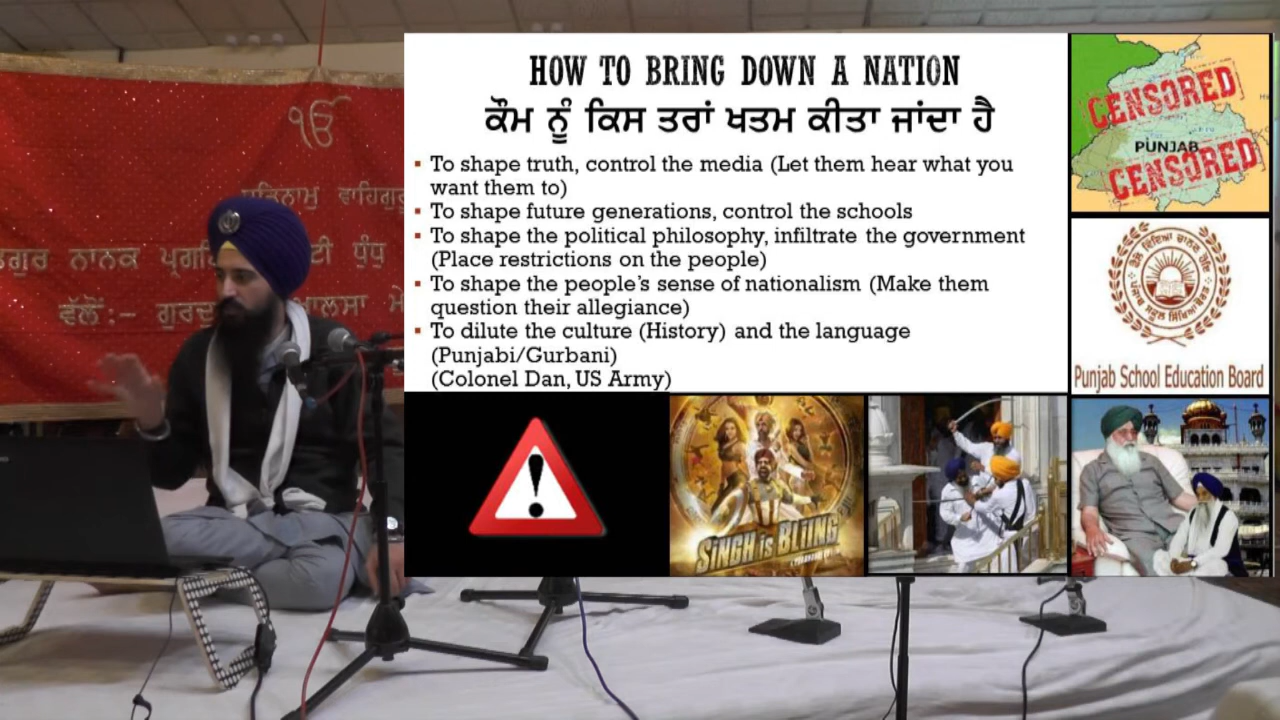 ੴ
ਵਾਹਿਗੁਰੂ
ਨਾਨਕ
ਧੁੰਧ
ਵੱਲੋਂ :-
HOW TO BRING DOWN A NATION
ਕੌਮ ਨੂੰ ਕਿਸ ਤਰਾਂ ਖਤਮ ਕੀਤਾ ਜਾਂਦਾ ਹੈ
▪ To shape truth, control the media (Let them hear what you
want them to)
▪ To shape future generations, control the schools
▪ To shape the political philosophy, infiltrate the government
(Place restrictions on the people)
▪ To shape the people's sense of nationalism (Make them
question their allegiance)
▪ To dilute the culture (History) and the language
(Punjabi/Gurbani)
(Colonel Dan, US Army)
CENSORED
PUNJAB
CENSORED
Punjab School Education Board
SINGH is BLIING